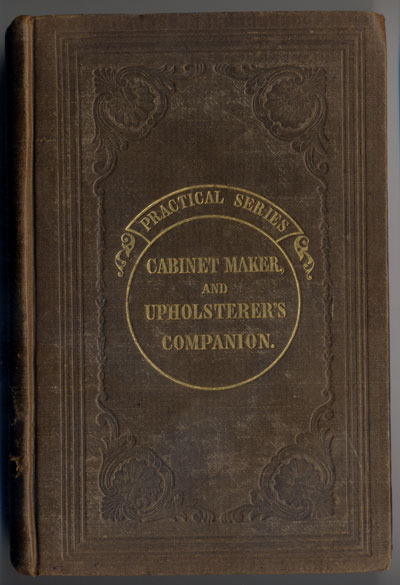 PRACTICAL SERIES
CABINET MAKER,
AND
UPHOLSTERER'S
COMPANION.